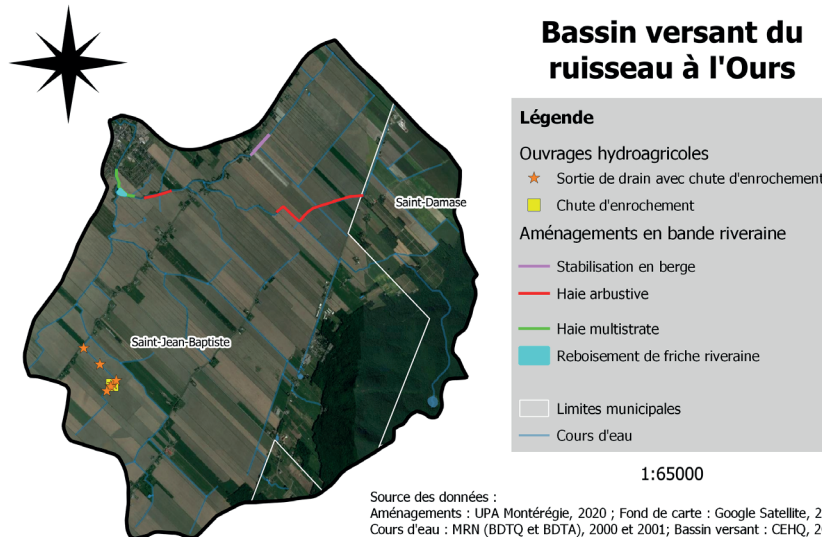 Bassin versant du
ruisseau à l'Ours
Légende
Ouvrages hydroagricoles
Sortie de drain avec chute d'enrochement
Chute d'enrochement
Aménagements en bande riveraine
Stabilisation en berge
Haie arbustive
Haie multistrate
Reboisement de friche riveraine
Limites municipales
Cours d'eau
Saint-Damase
Saint-Jean-Baptiste
1:65000
Source des données :
Aménagements : UPA Montérégie, 2020 ; Fond de carte : Google Satellite, 2
Cours d'eau : MRN (BDTQ et BDTA), 2000 et 2001; Bassin versant : CEHQ, 2